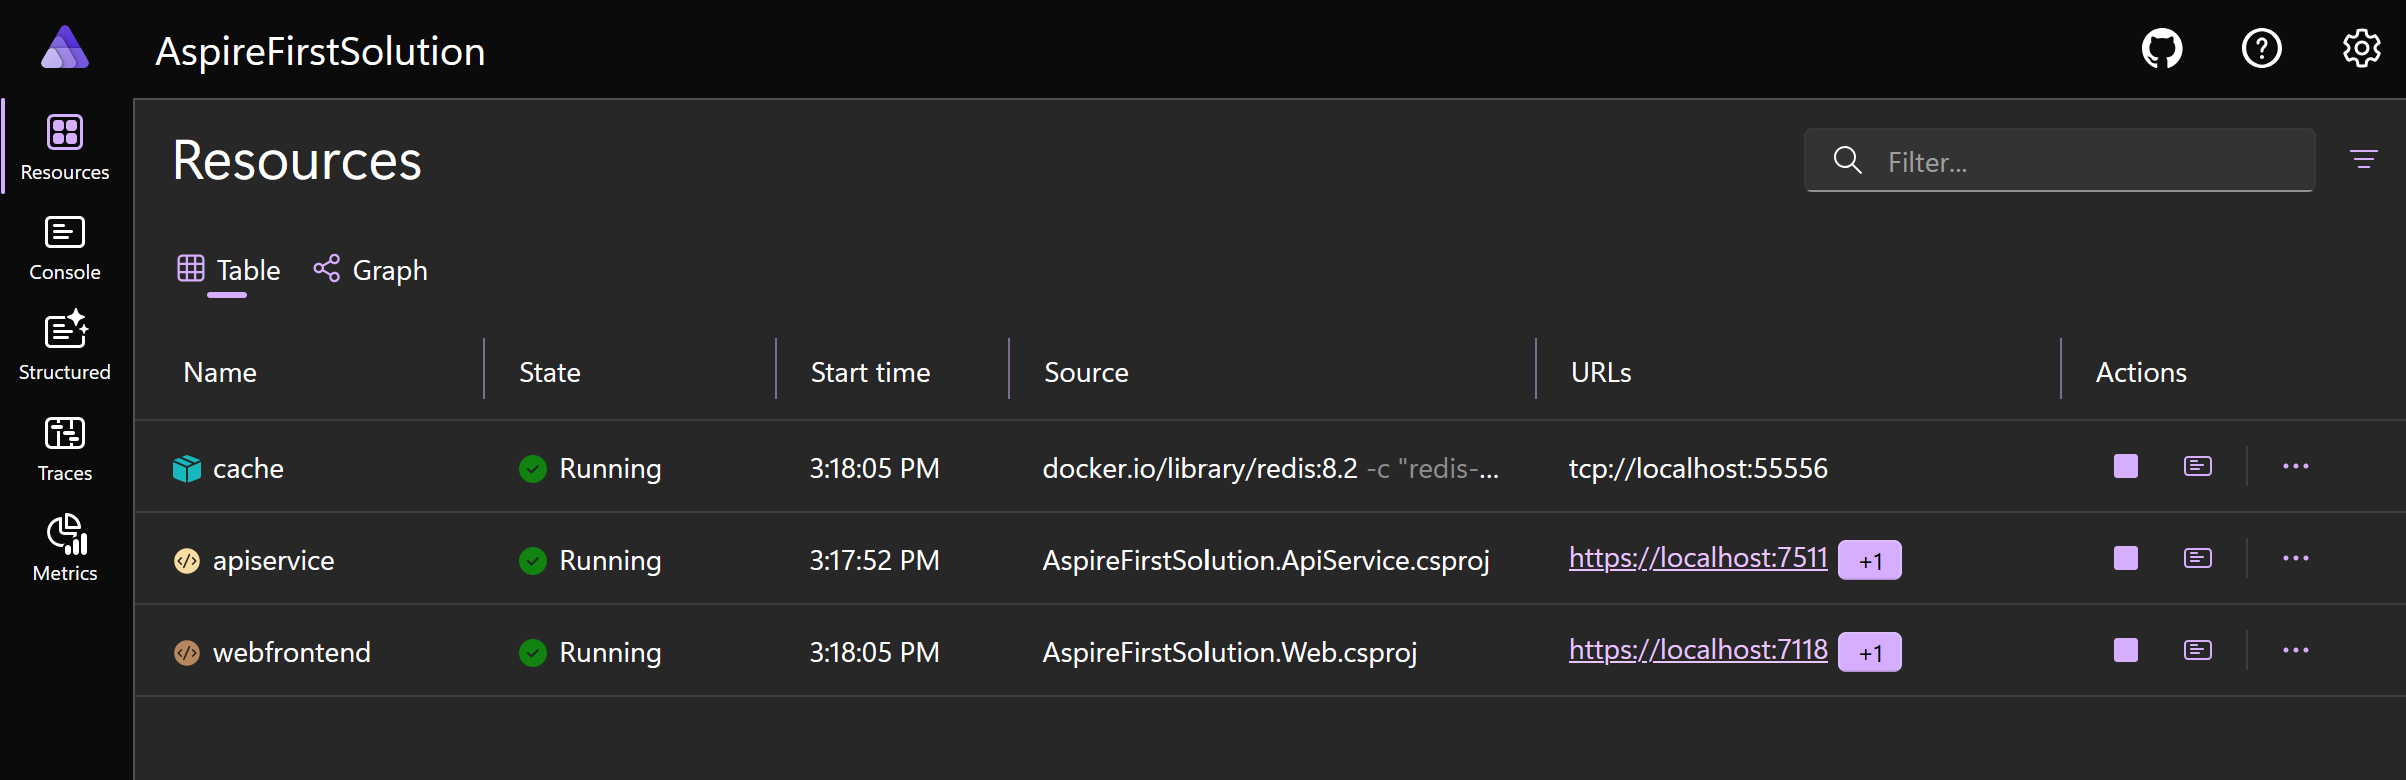 AspireFirstSolution
Resources
Console
Structured
Traces
Metrics
Resources
Filter...
Table Graph
Name State Start time Source URLs Actions
cache Running 3:18:05 PM docker.io/library/redis:8.2 -c "redis-... tcp://localhost:55556
apiservice Running 3:17:52 PM AspireFirstSolution.ApiService.csproj https://localhost:7511 +1
webfrontend Running 3:18:05 PM AspireFirstSolution.Web.csproj https://localhost:7118 +1